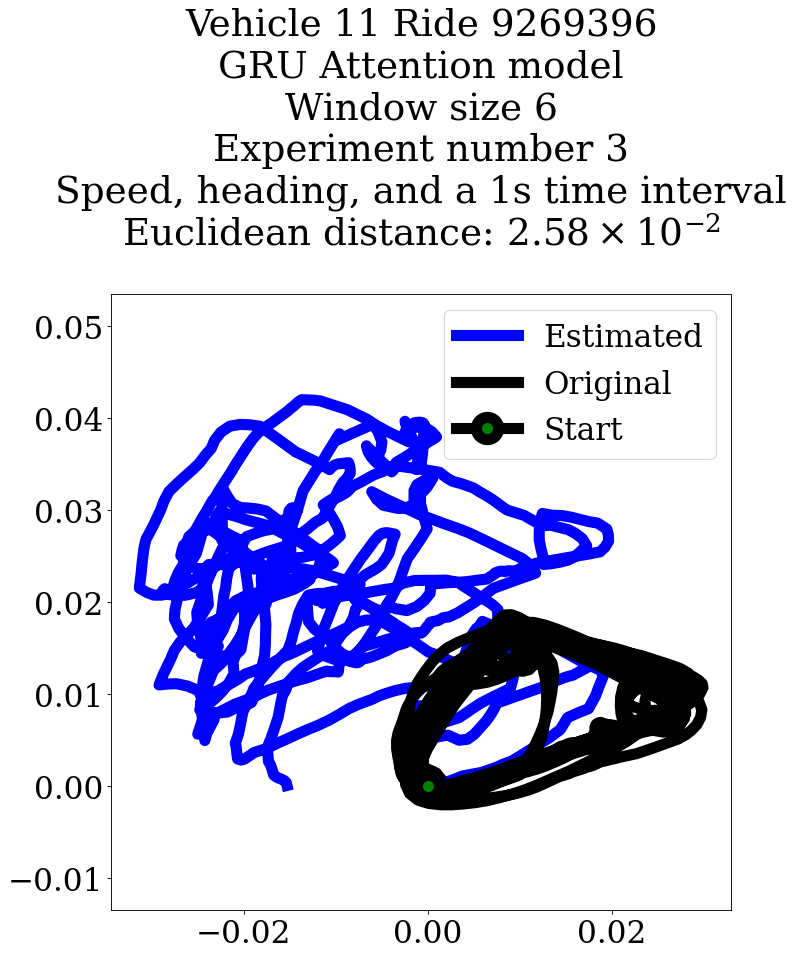 Vehicle 11 Ride 9269396
GRU Attention model
Window size 6
Experiment number 3
Speed, heading, and a 1s time interval
Euclidean distance: 2.58 × 10⁻²
Estimated
Original
Start
0.05
0.04
0.03
0.02
0.01
0.00
−0.01
−0.02
0.00
0.02